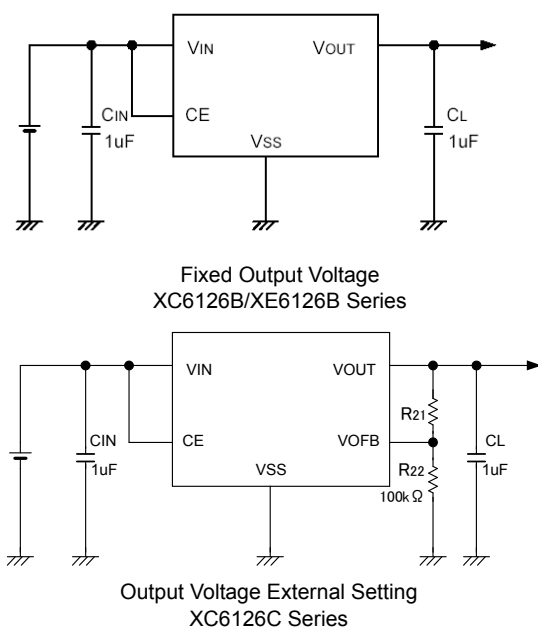 VIN VOUT
CIN
1uF
CE
VSS
CL
1uF
Fixed Output Voltage
XC6126B/XE6126B Series
VIN VOUT
R21
CIN
1uF
CE VOFB
CL
1uF
R22
100kΩ
VSS
Output Voltage External Setting
XC6126C Series